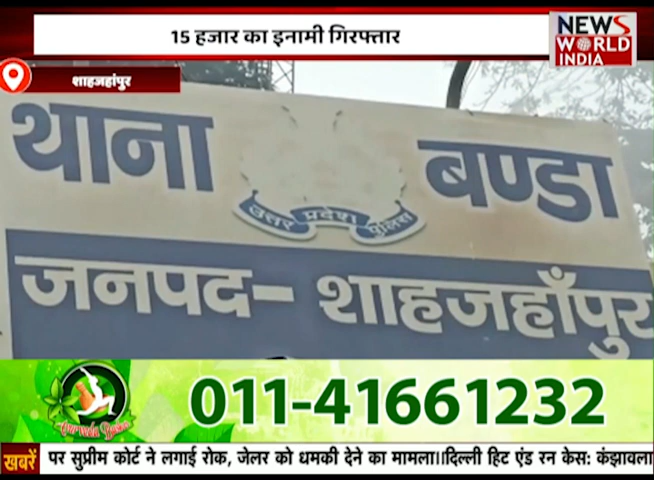 15 हजार का इनामी गिरफ्तार
NEWS
WORLD
INDIA
शाहजहांपुर
थाना बण्डा
उत्तर प्रदेश पुलिस
जनपद- शाहजहाँपुर
Ayurveda
011-41661232
खबरें पर सुप्रीम कोर्ट ने लगाई रोक, जेलर को धमकी देने का मामला।।दिल्ली हिट एंड रन केस: कंझावला